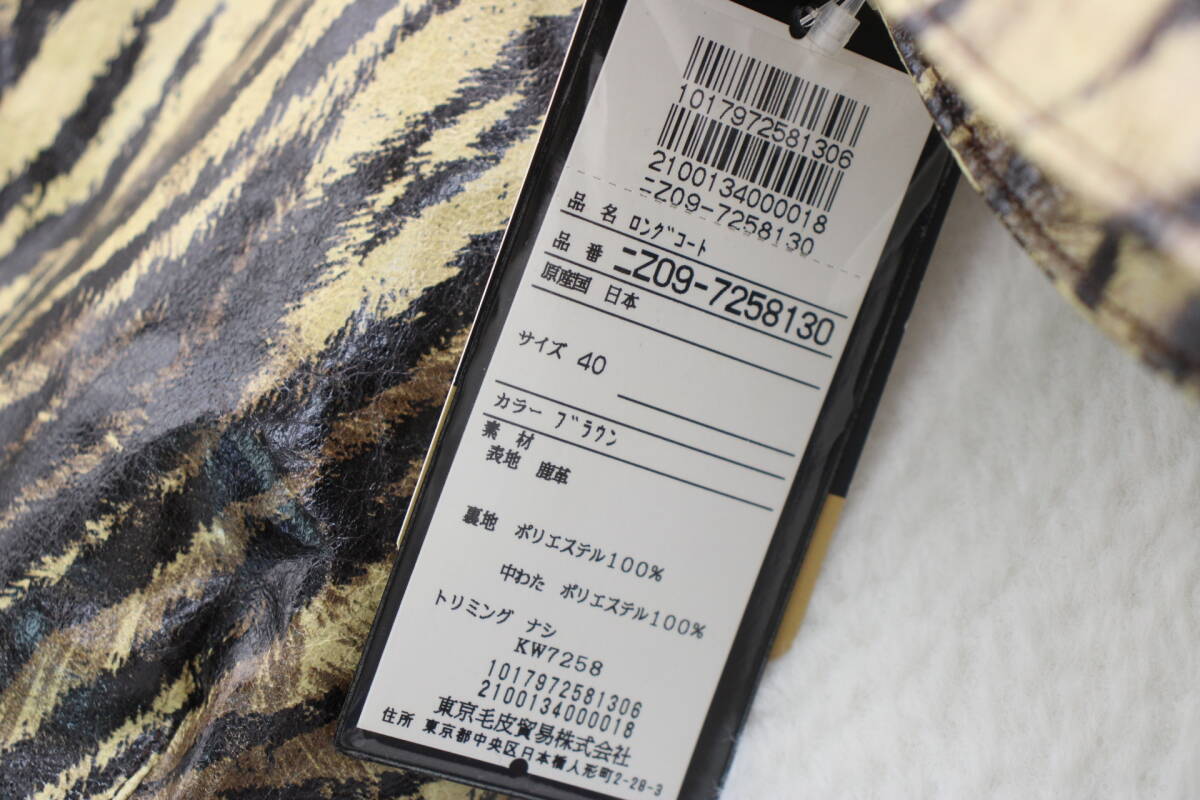 1017972581306
2100134000018
ニZ09-7258130
品 名 ﾛﾝｸﾞｺｰﾄ
品 番 ニZ09-7258130
原産国 日本
サイズ 40
カラー ﾌﾞﾗｳﾝ
素 材
表地 鹿革
裏地 ポリエステル100%
中わた ポリエステル100%
トリミング ナシ
KW7258
1017972581306
2100134000018
東京毛皮貿易株式会社
住所 東京都中央区日本橋人形町2-28-3